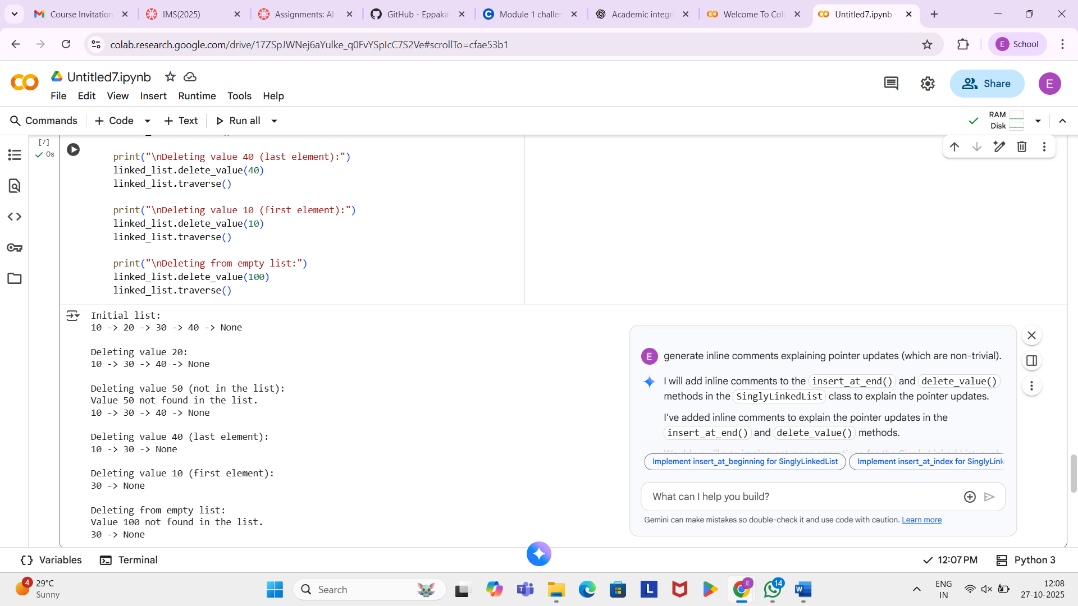 Course Invitation
IMS(2025)
Assignments: AI
GitHub - Eppaka
Module 1 challen
Academic integri
Welcome To Col
Untitled7.ipynb
colab.research.google.com/drive/17ZSpJWNej6aYulke_q0FvYSpIcC7S2Ve#scrollTo=cfae53b1
E School
Untitled7.ipynb
File Edit View Insert Runtime Tools Help
Share
E
Commands + Code + Text Run all
RAM
Disk
[7]
0s
print("\nDeleting value 40 (last element):")
linked_list.delete_value(40)
linked_list.traverse()
print("\nDeleting value 10 (first element):")
linked_list.delete_value(10)
linked_list.traverse()
print("\nDeleting from empty list:")
linked_list.delete_value(100)
linked_list.traverse()
Initial list:
10 -> 20 -> 30 -> 40 -> None
Deleting value 20:
10 -> 30 -> 40 -> None
Deleting value 50 (not in the list):
Value 50 not found in the list.
10 -> 30 -> 40 -> None
Deleting value 40 (last element):
10 -> 30 -> None
Deleting value 10 (first element):
30 -> None
Deleting from empty list:
Value 100 not found in the list.
30 -> None
E generate inline comments explaining pointer updates (which are non-trivial).
I will add inline comments to the insert_at_end() and delete_value()
methods in the SinglyLinkedList class to explain the pointer updates.
I've added inline comments to explain the pointer updates in the
insert_at_end() and delete_value() methods.
Implement insert_at_beginning for SinglyLinkedList
Implement insert_at_index for SinglyLink
What can I help you build?
Gemini can make mistakes so double-check it and use code with caution. Learn more
{} Variables Terminal
12:07 PM Python 3
4
29°C
Sunny
Search
14
ENG
IN
12:08
27-10-2025